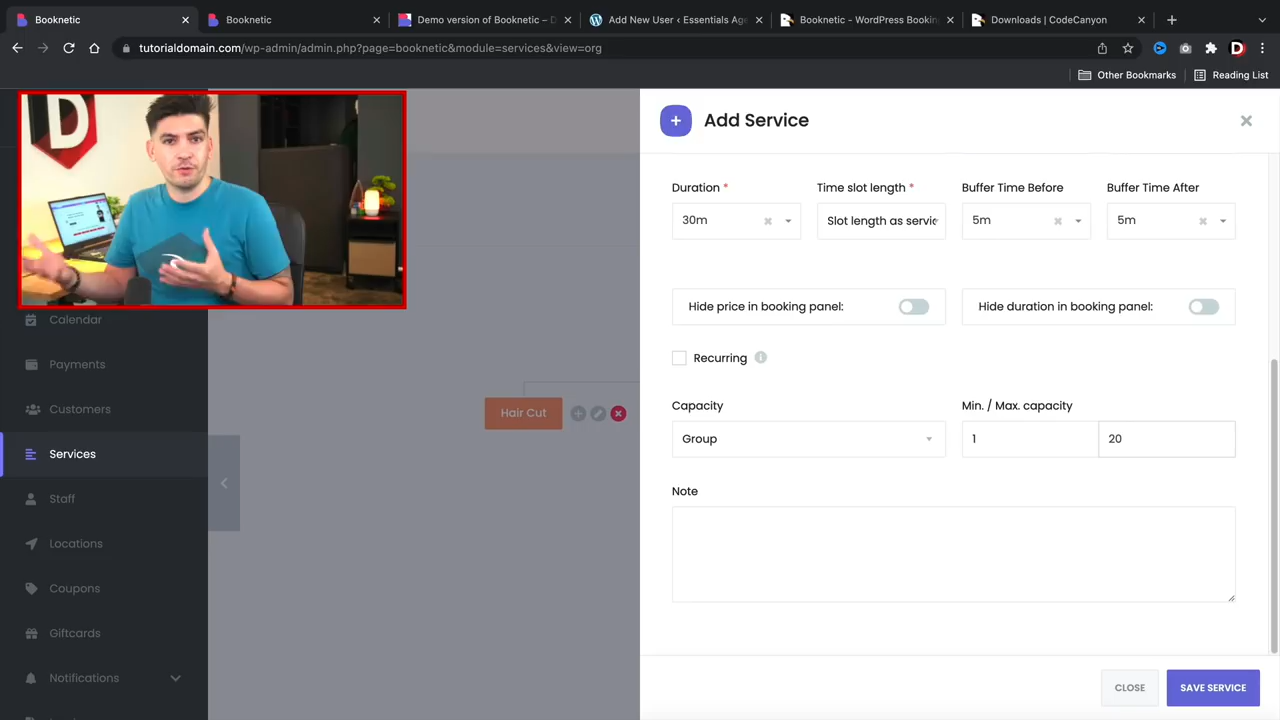 Booknetic
Booknetic
Demo version of Booknetic – D
Add New User ‹ Essentials Age
Booknetic - WordPress Bookin
Downloads | CodeCanyon
tutorialdomain.com/wp-admin/admin.php?page=booknetic&module=services&view=org
Other Bookmarks
Reading List
D
Add Service
Duration *
Time slot length *
Buffer Time Before
Buffer Time After
30m
Slot length as servic
5m
5m
Hide price in booking panel:
Hide duration in booking panel:
Recurring
Capacity
Min. / Max. capacity
Group
1
20
Note
CLOSE
SAVE SERVICE
Calendar
Payments
Customers
Services
Staff
Locations
Coupons
Giftcards
Notifications
Hair Cut